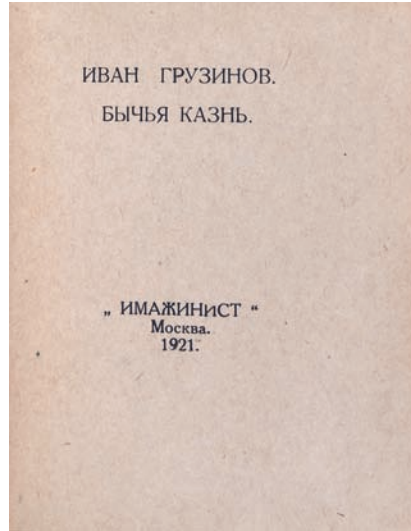 ИВАН ГРУЗИНОВ.
БЫЧЬЯ КАЗНЬ.
„ ИМАЖИНИСТ “
Москва.
1921.